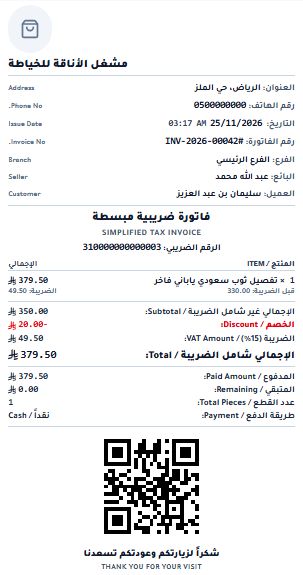 مشغل الأناقة للخياطة
العنوان: الرياض، حي الملز Address
رقم الهاتف: 0500000000 Phone No.
التاريخ: 25/11/2026 03:17 AM Issue Date
رقم الفاتورة: #INV-2026-00042 Invoice No.
الفرع: الفرع الرئيسي Branch
البائع: عبد الله محمد Seller
العميل: سليمان بن عبد العزيز Customer
فاتورة ضريبية مبسطة
SIMPLIFIED TAX INVOICE
الرقم الضريبي: 310000000000003
المنتج / ITEM الإجمالي
1 × تفصيل ثوب سعودي ياباني فاخر 379.50
قبل الضريبة: 330.00 الضريبة: 49.50
الإجمالي غير شامل الضريبة / Subtotal: 350.00
الخصم / Discount: -20.00
الضريبة (15%) / VAT Amount: 49.50
الإجمالي شامل الضريبة / Total: 379.50
المدفوع / Paid Amount: 379.50
المتبقي / Remaining: 0.00
عدد القطع / Total Pieces: 1
طريقة الدفع / Payment: نقداً / Cash
شكراً لزيارتكم وعودتكم تسعدنا
THANK YOU FOR YOUR VISIT